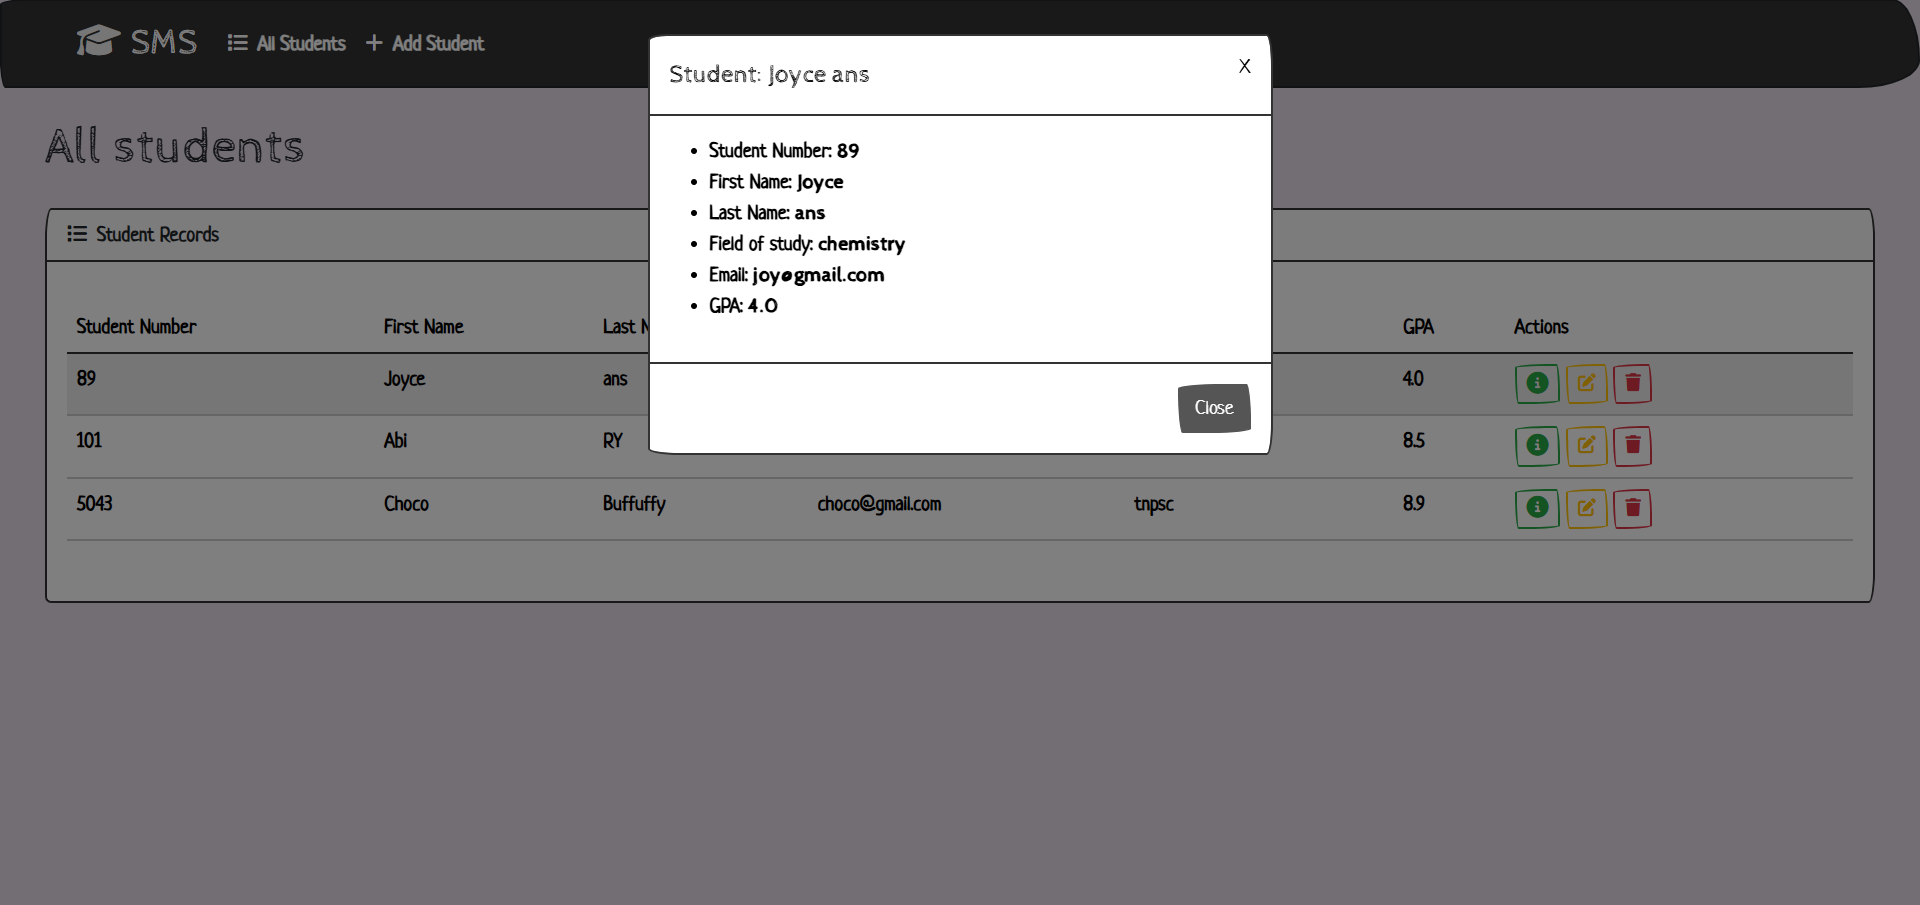 SMS
All Students
Add Student
All students
Student: Joyce ans
X
Student Number: 89
First Name: Joyce
Last Name: ans
Field of study: chemistry
Email: joy@gmail.com
GPA: 4.0
Close
Student Records
Student Number First Name Last GPA Actions
89 Joyce ans 4.0
101 Abi RY 8.5
5043 Choco Buffuffy choco@gmail.com tnpsc 8.9